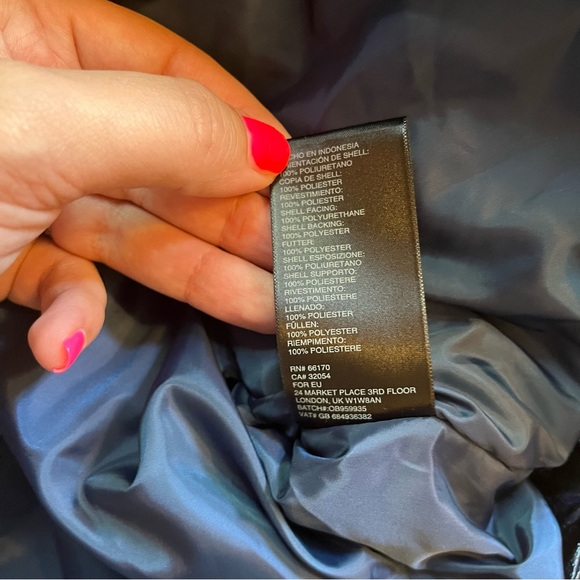 EN INDONESIA
DE SHELL:
100% POLIURETANO
COPIA DE SHELL:
100% POLIESTER
REVESTIMIENTO:
100% POLIESTER
SHELL FACING:
100% POLYURETHANE
SHELL BACKING:
100% POLYESTER
FUTTER:
100% POLYESTER
SHELL ESPOSIZIONE:
100% POLIURETANO
SHELL SUPPORTO:
100% POLIESTERE
RIVESTIMENTO:
100% POLIESTERE
LLENADO:
100% POLIESTERE
FÜLLEN:
100% POLYESTER
RIEMPIMENTO:
100% POLIESTERE
RN# 66170
CA# 32054
FOR EU
24 MARKET PLACE 3RD FLOOR
LONDON, UK W1W8AN
BATCH#:OB959935
VAT# GB 684936382